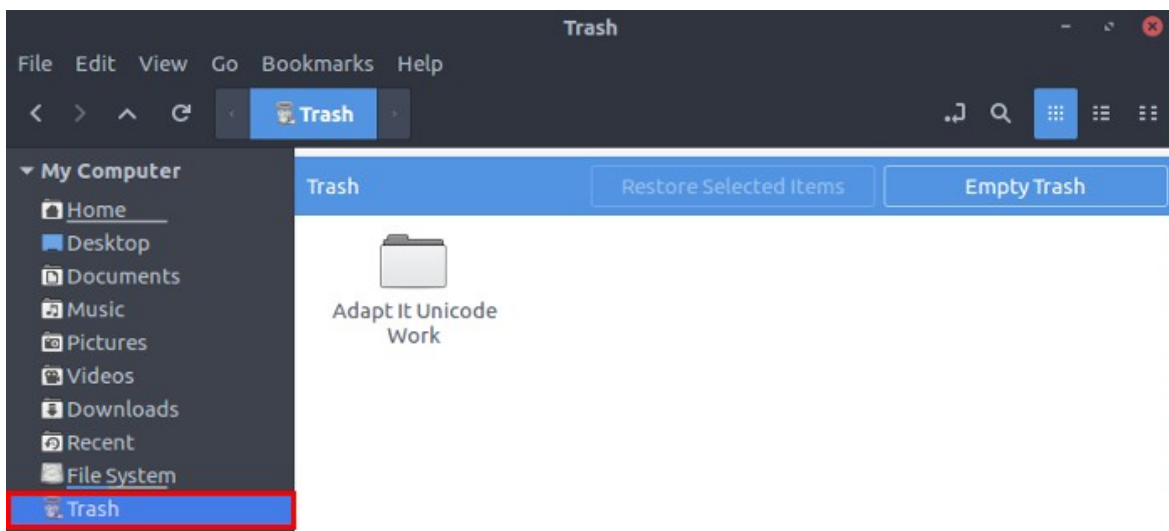 Trash
File Edit View Go Bookmarks Help
Trash
My Computer
Home
Desktop
Documents
Music
Pictures
Videos
Downloads
Recent
File System
Trash
Trash Restore Selected Items Empty Trash
Adapt It Unicode
Work